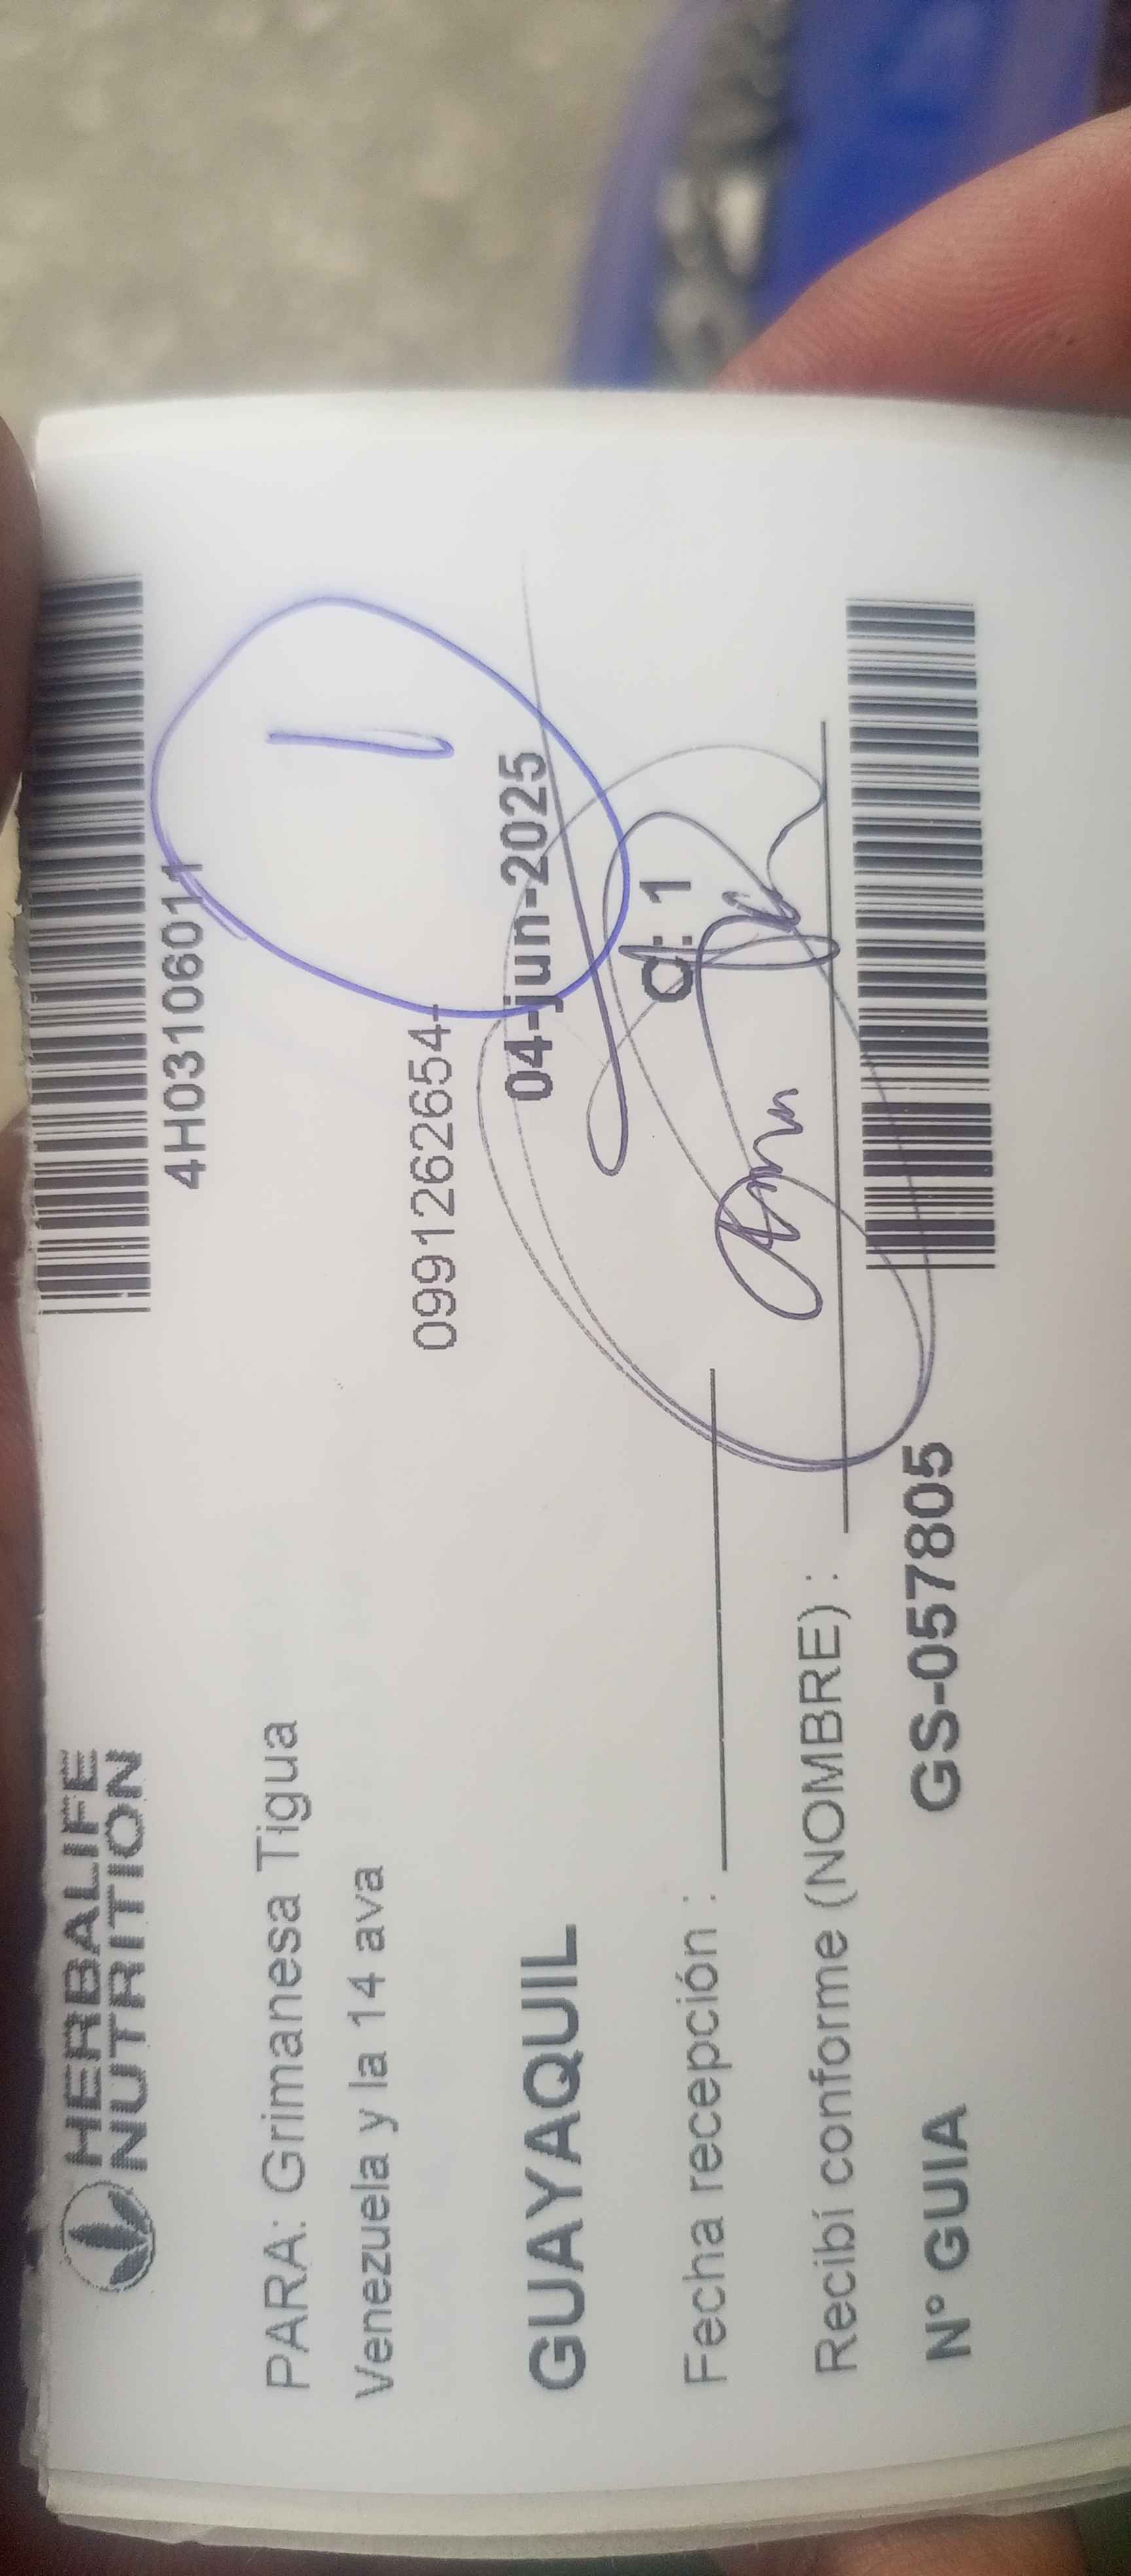 HERBALIFE
NUTRITION
4H03106011
PARA: Grimanesa Tigua
Venezuela y la 14 ava
0991262654-
GUAYAQUIL
04-jun-2025
Fecha recepción :
d: 1
Recibí conforme (NOMBRE) :
N° GUIA
GS-057805
1